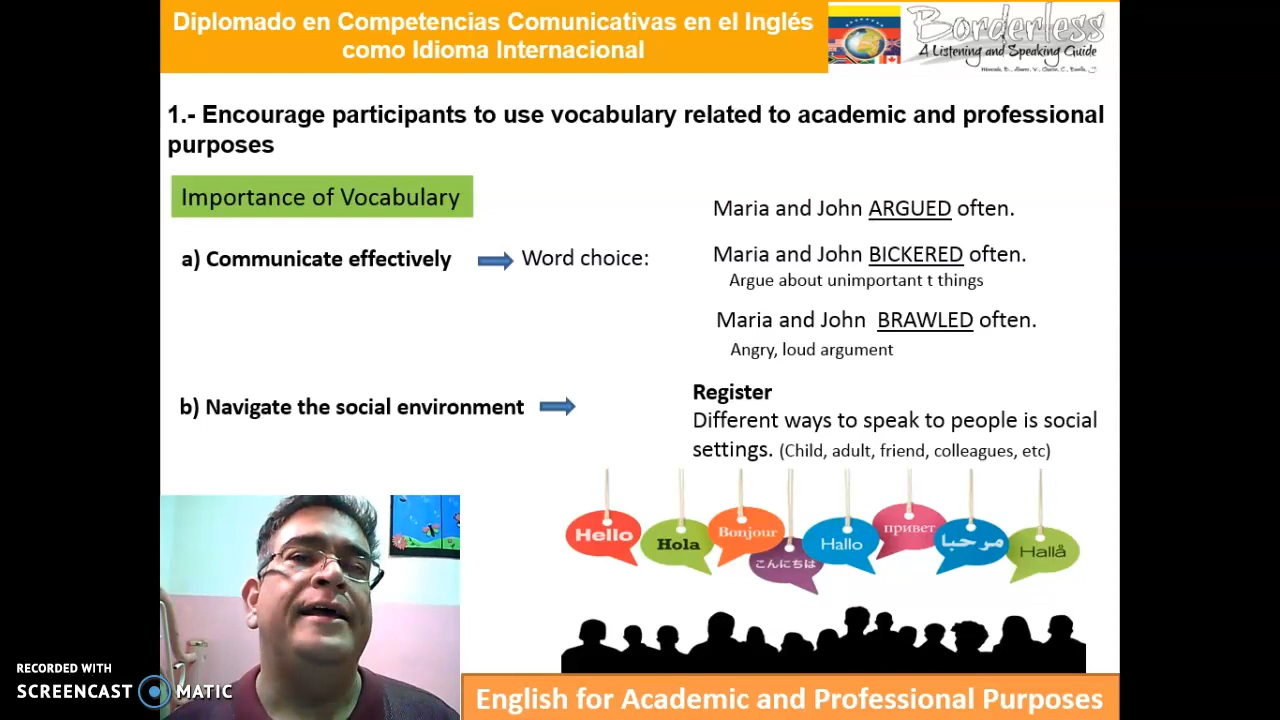 Diplomado en Competencias Comunicativas en el Inglés
como Idioma Internacional
Borderless
A Listening and Speaking Guide
1.- Encourage participants to use vocabulary related to academic and professional
purposes
Importance of Vocabulary
Maria and John ARGUED often.
a) Communicate effectively
Word choice:
Maria and John BICKERED often.
Argue about unimportant t things
Maria and John BRAWLED often.
Angry, loud argument
b) Navigate the social environment
Register
Different ways to speak to people is social
settings. (Child, adult, friend, colleagues, etc)
Hello
Hola
Bonjour
こんにちは
Hallo
привет
مرحبا
Hallå
RECORDED WITH
SCREENCAST MATIC
English for Academic and Professional Purposes